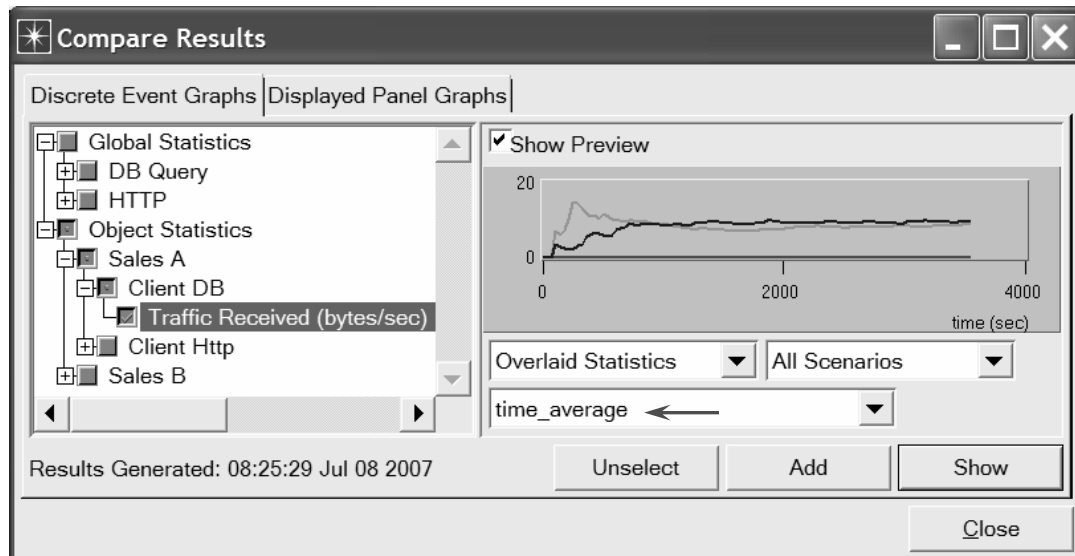 Compare Results
Discrete Event Graphs
Displayed Panel Graphs
Global Statistics
DB Query
HTTP
Object Statistics
Sales A
Client DB
Traffic Received (bytes/sec)
Client Http
Sales B
Show Preview
20
0
0 2000 4000
time (sec)
Overlaid Statistics
All Scenarios
time_average
Results Generated: 08:25:29 Jul 08 2007
Unselect
Add
Show
Close